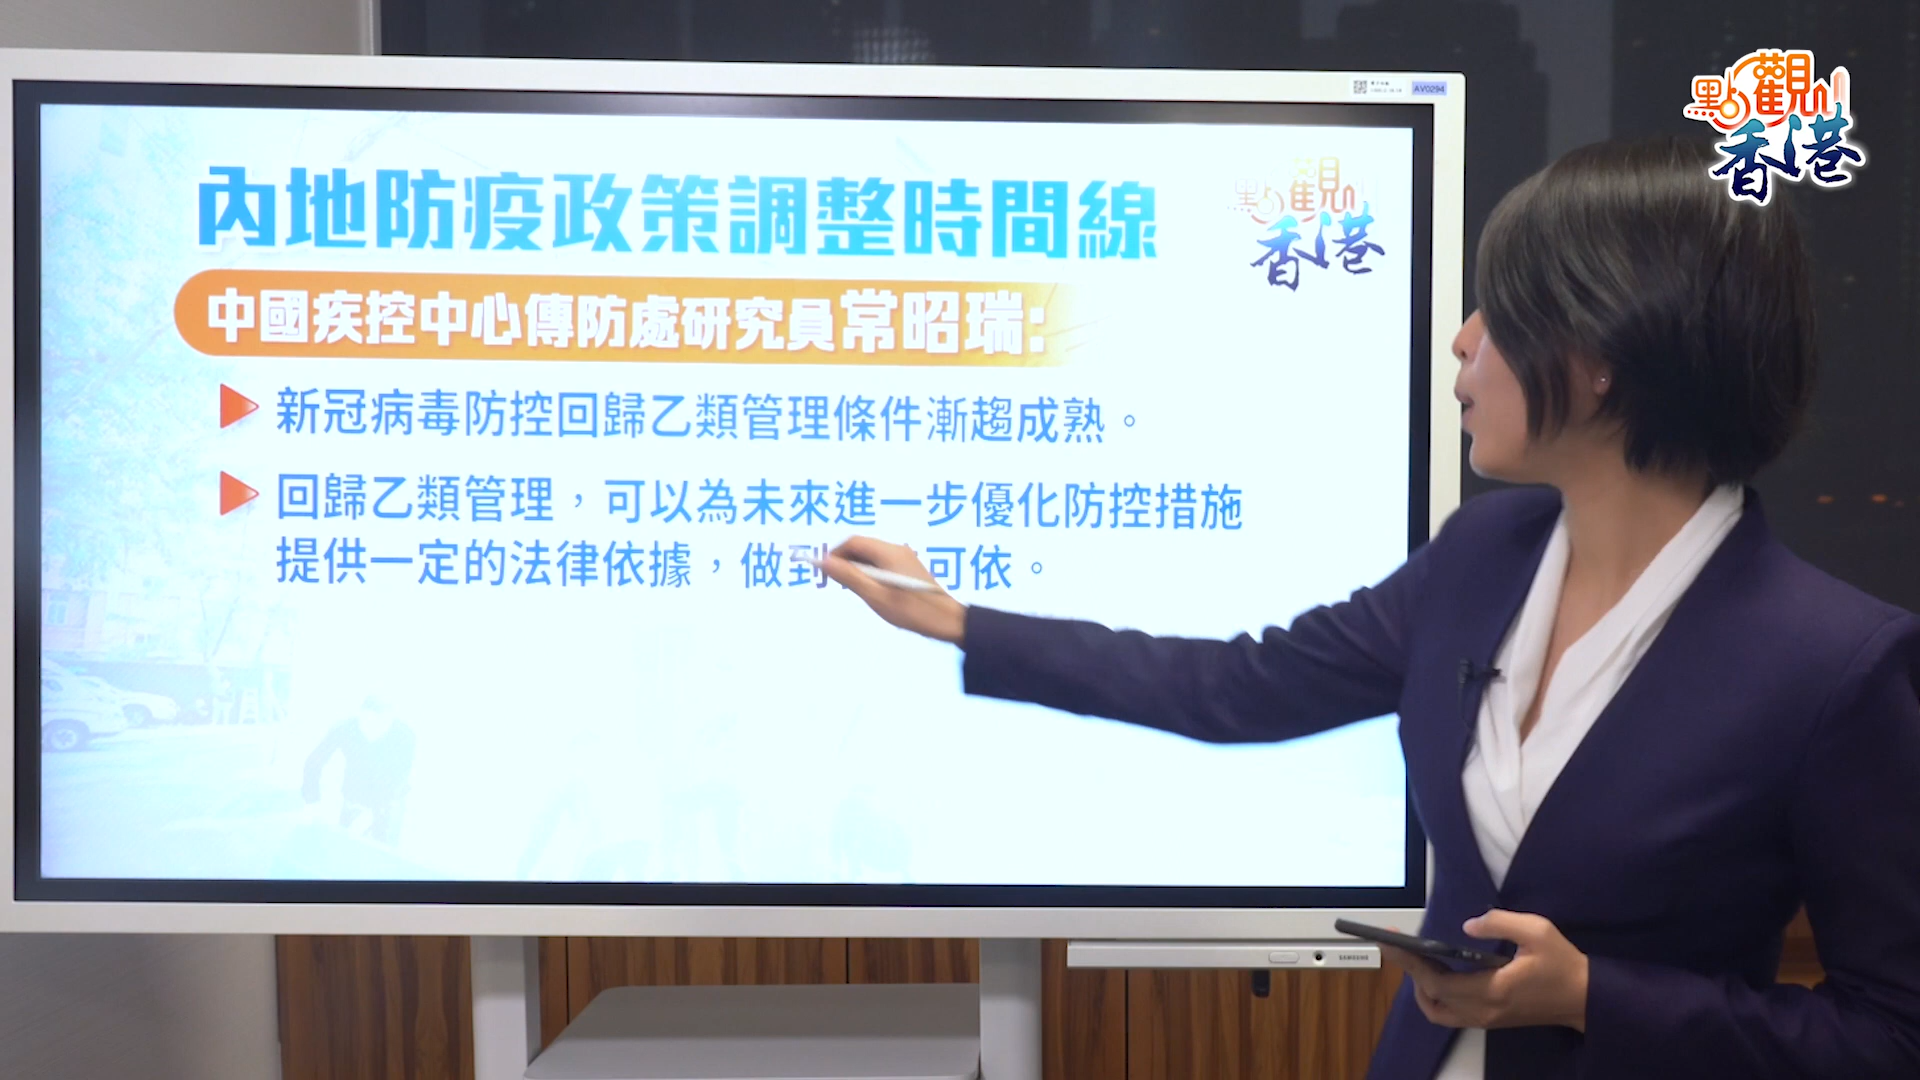 點觀
香港
AV0294
內地防疫政策調整時間線
點觀
香港
中國疾控中心傳防處研究員常昭瑞:
新冠病毒防控回歸乙類管理條件漸趨成熟。
回歸乙類管理，可以為未來進一步優化防控措施
提供一定的法律依據，做到可依。
SAMSUNG